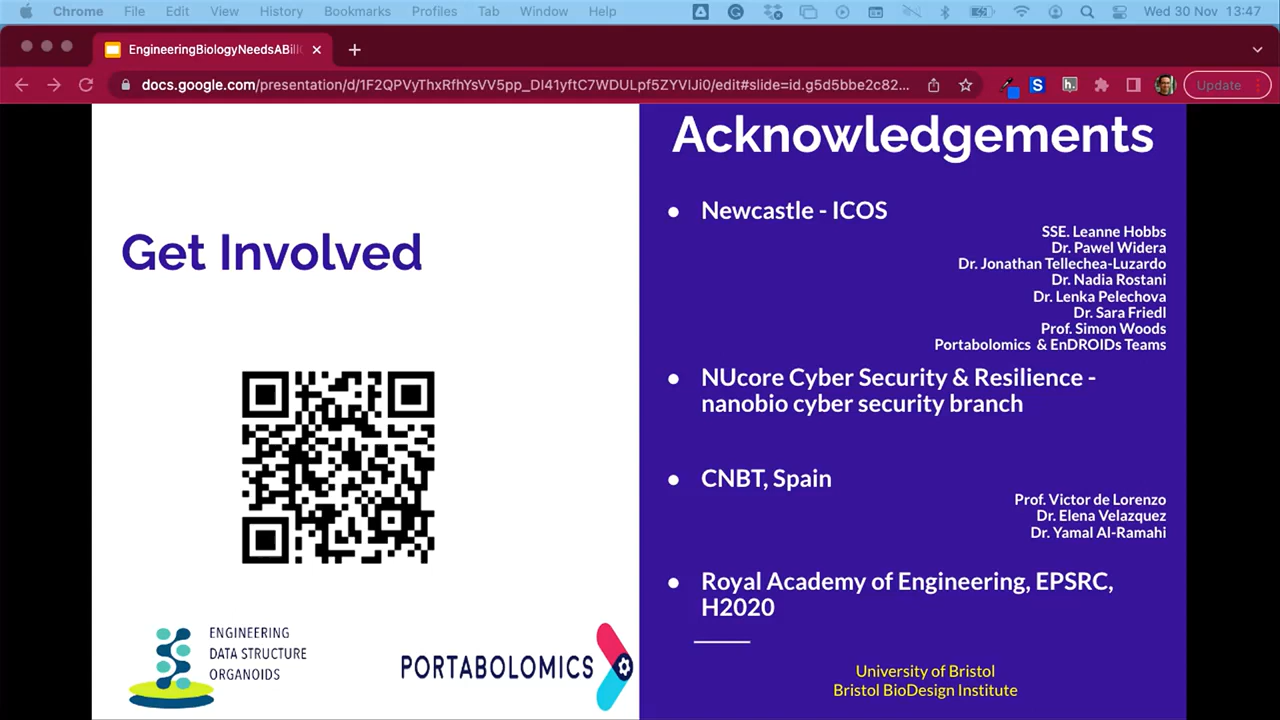 Chrome File Edit View History Bookmarks Profiles Tab Window Help Wed 30 Nov 13:47
EngineeringBiologyNeedsABill
docs.google.com/presentation/d/1F2QPVyThxRfhYsVV5pp_DI41yftC7WDULpf5ZYVIJi0/edit#slide=id.g5d5bbe2c82... Update
Get Involved
ENGINEERING
DATA STRUCTURE
ORGANOIDS
PORTABOLOMICS
Acknowledgements
● Newcastle - ICOS
SSE. Leanne Hobbs
Dr. Pawel Widera
Dr. Jonathan Tellechea-Luzardo
Dr. Nadia Rostani
Dr. Lenka Pelechova
Dr. Sara Friedl
Prof. Simon Woods
Portabolomics & EnDROIDs Teams
● NUcore Cyber Security & Resilience -
nanobio cyber security branch
● CNBT, Spain
Prof. Victor de Lorenzo
Dr. Elena Velazquez
Dr. Yamal Al-Ramahi
● Royal Academy of Engineering, EPSRC,
H2020
University of Bristol
Bristol BioDesign Institute